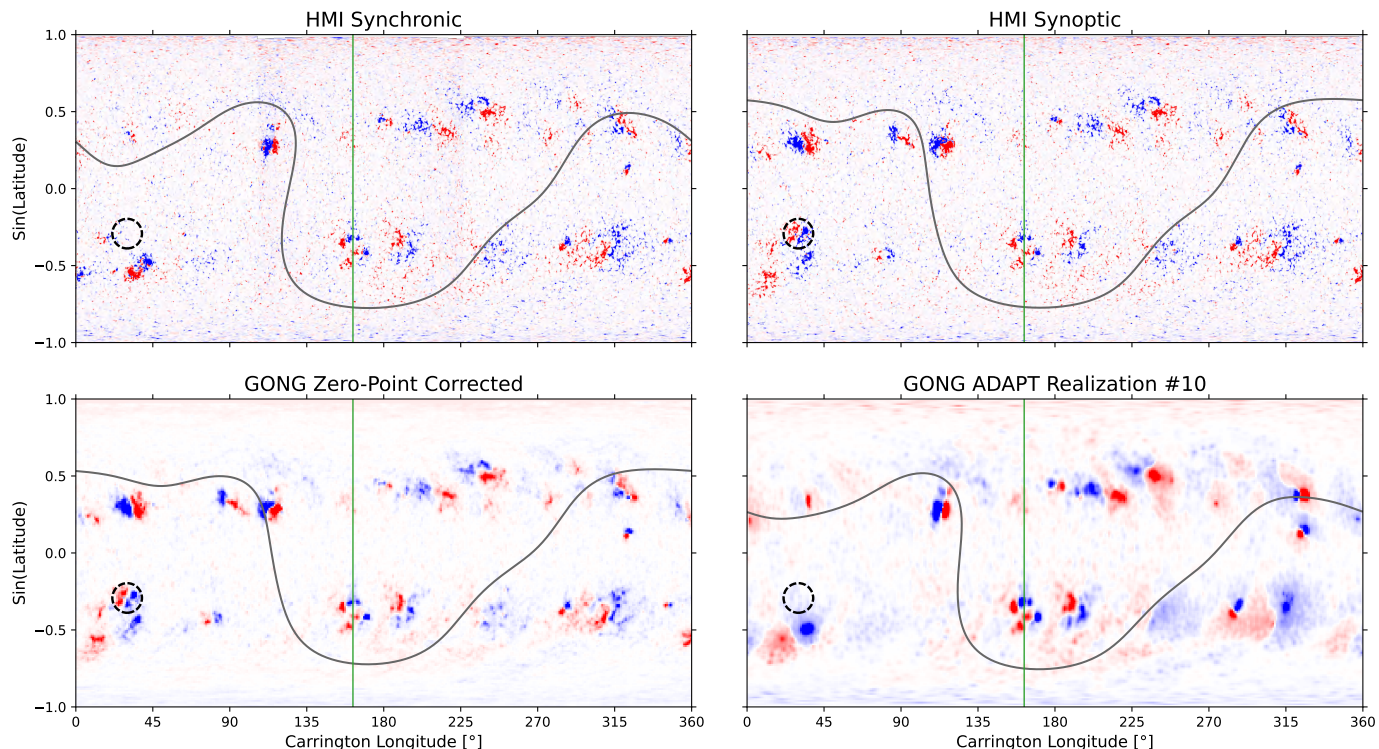 HMI Synchronic
HMI Synoptic
Sin(Latitude)
1.0
0.5
0.0
−0.5
−1.0
GONG Zero-Point Corrected
GONG ADAPT Realization #10
Sin(Latitude)
1.0
0.5
0.0
−0.5
−1.0
0 45 90 135 180 225 270 315 360
0 45 90 135 180 225 270 315 360
Carrington Longitude [°]
Carrington Longitude [°]